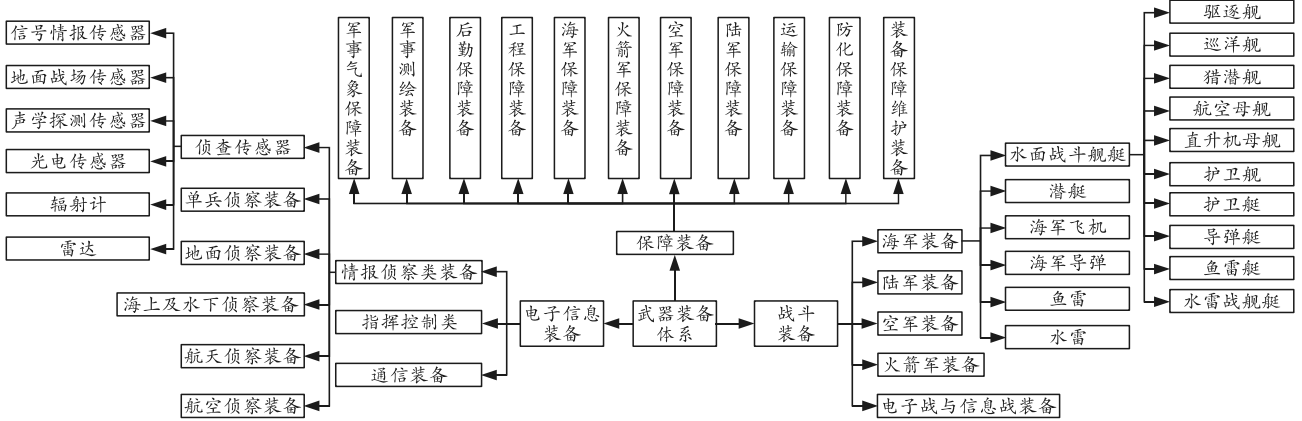 信号情报传感器
地面战场传感器
声学探测传感器
光电传感器
辐射计
雷达
侦查传感器
单兵侦察装备
地面侦察装备
海上及水下侦察装备
航天侦察装备
航空侦察装备
情报侦察类装备
指挥控制类
通信装备
电子信息
装备
军事气象保障装备
军事测绘装备
后勤保障装备
工程保障装备
海军保障装备
火箭军保障装备
空军保障装备
陆军保障装备
运输保障装备
防化保障装备
装备保障维护装备
保障装备
武器装备
体系
战斗
装备
海军装备
陆军装备
空军装备
火箭军装备
电子战与信息战装备
水面战斗舰艇
潜艇
海军飞机
海军导弹
鱼雷
水雷
驱逐舰
巡洋舰
猎潜舰
航空母舰
直升机母舰
护卫舰
护卫艇
导弹艇
鱼雷艇
水雷战舰艇